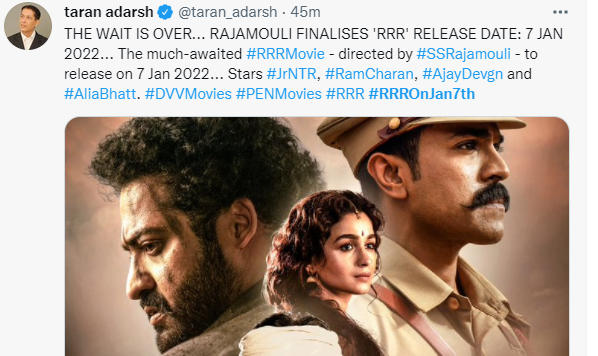 taran adarsh @taran_adarsh · 45m
THE WAIT IS OVER... RAJAMOULI FINALISES 'RRR' RELEASE DATE: 7 JAN
2022... The much-awaited #RRRMovie - directed by #SSRajamouli - to
release on 7 Jan 2022... Stars #JrNTR, #RamCharan, #AjayDevgn and
#AliaBhatt. #DVVMovies #PENMovies #RRR #RRROnJan7th